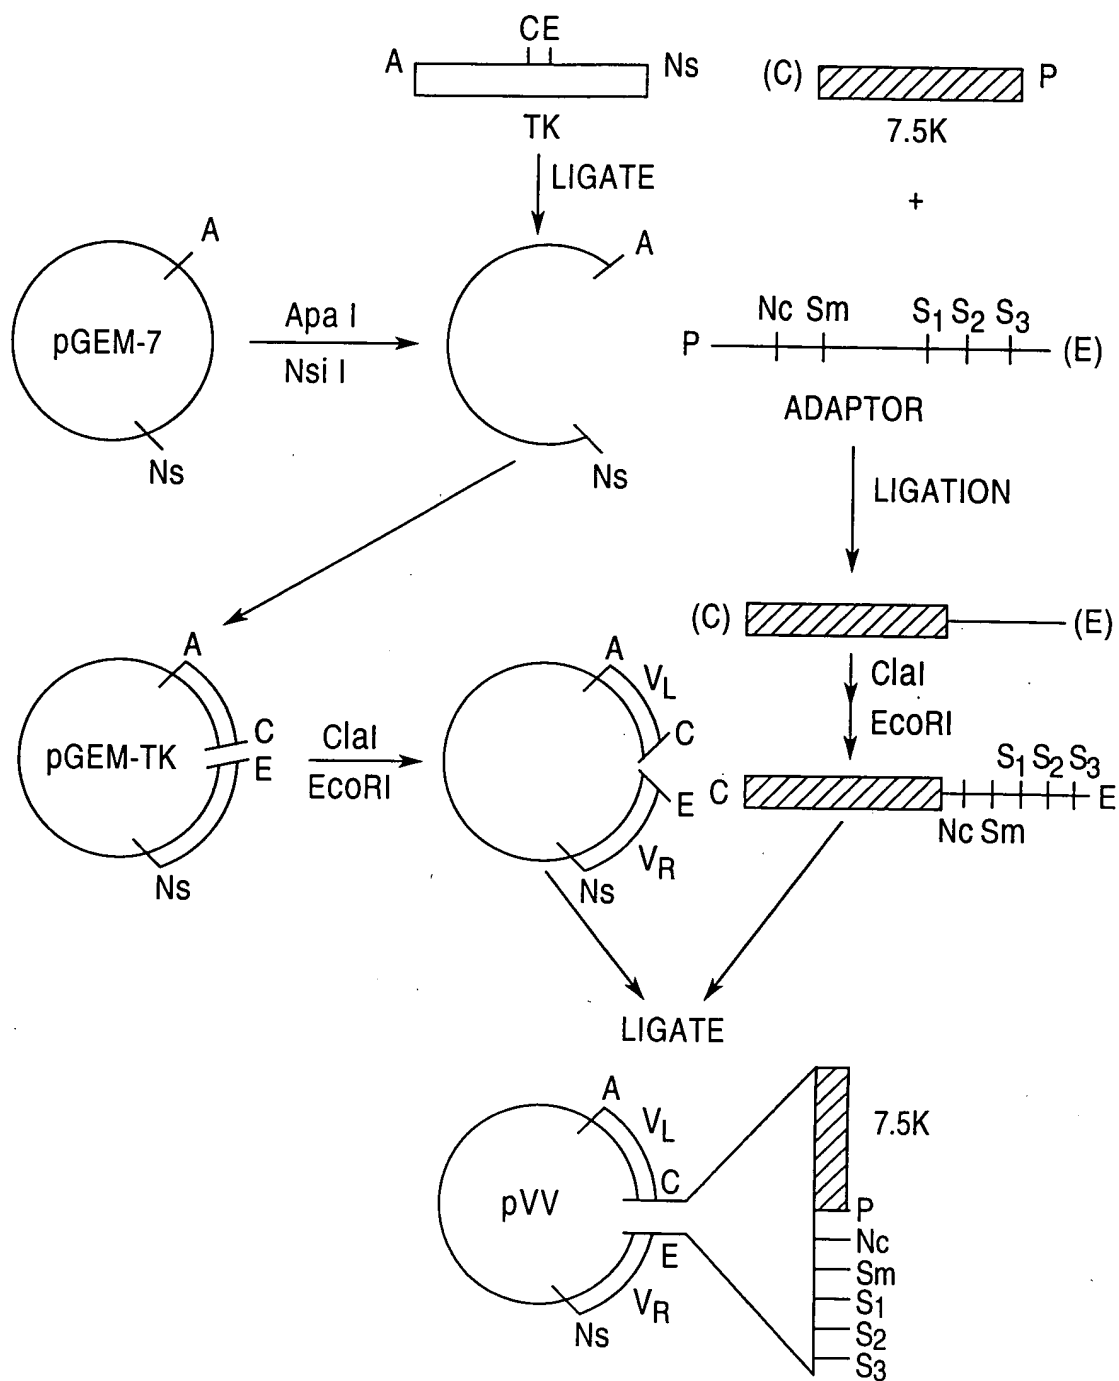 CE
A
Ns
(C)
P
TK
7.5K
LIGATE
+
A
A
pGEM-7
Apa I
Nsi I
Nc Sm
S1 S2 S3
P
(E)
ADAPTOR
Ns
Ns
LIGATION
(C)
(E)
A
A
VL
ClaI
EcoRI
pGEM-TK
C
E
ClaI
EcoRI
C
E
S1 S2 S3
C
E
Nc Sm
Ns
Ns
VR
LIGATE
A
VL
7.5K
pVV
C
P
E
Nc
Sm
VR
S1
Ns
S2
S3